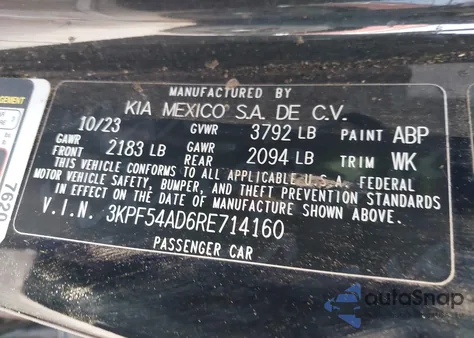 MANUFACTURED BY
KIA MEXICO S.A. DE C.V.
10/23 GVWR 3792 LB PAINT ABP
GAWR FRONT 2183 LB GAWR REAR 2094 LB TRIM WK
THIS VEHICLE CONFORMS TO ALL APPLICABLE U.S.A. FEDERAL
MOTOR VEHICLE SAFETY, BUMPER, AND THEFT PREVENTION STANDARDS
IN EFFECT ON THE DATE OF MANUFACTURE SHOWN ABOVE.
V.I.N. 3KPF54AD6RE714160
PASSENGER CAR
7620
autoSnap